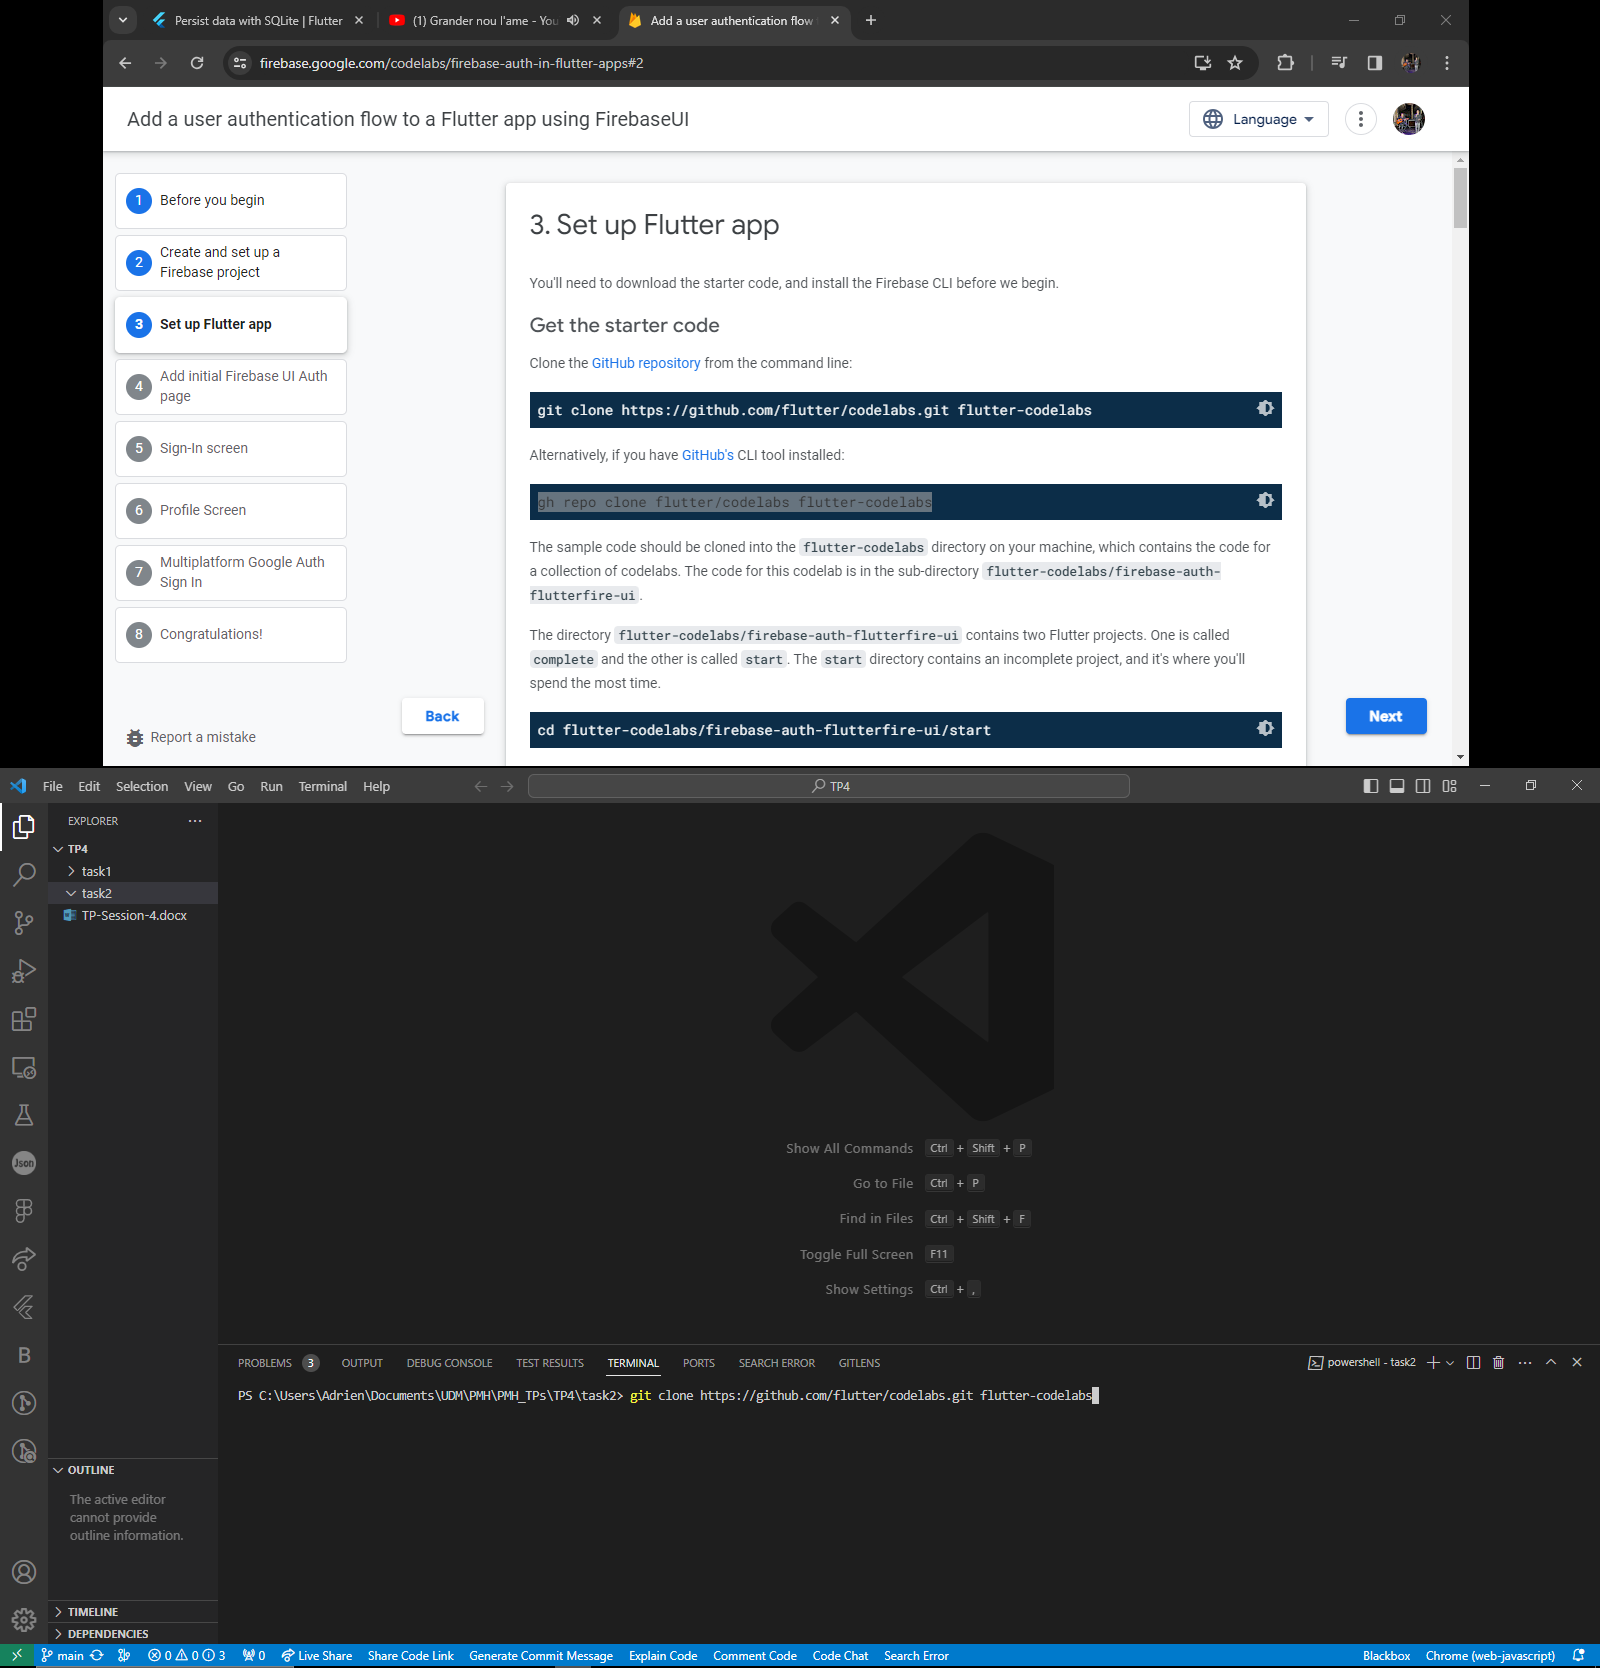 Persist data with SQLite | Flutter
(1) Grander nou l'ame - You
Add a user authentication flow
firebase.google.com/codelabs/firebase-auth-in-flutter-apps#2
Add a user authentication flow to a Flutter app using FirebaseUI
Language
1 Before you begin
2 Create and set up a
Firebase project
3 Set up Flutter app
4 Add initial Firebase UI Auth
page
5 Sign-In screen
6 Profile Screen
7 Multiplatform Google Auth
Sign In
8 Congratulations!
Report a mistake
Back
3. Set up Flutter app
You'll need to download the starter code, and install the Firebase CLI before we begin.
Get the starter code
Clone the GitHub repository from the command line:
git clone https://github.com/flutter/codelabs.git flutter-codelabs
Alternatively, if you have GitHub's CLI tool installed:
gh repo clone flutter/codelabs flutter-codelabs
The sample code should be cloned into the flutter-codelabs directory on your machine, which contains the code for
a collection of codelabs. The code for this codelab is in the sub-directory flutter-codelabs/firebase-auth-
flutterfire-ui.
The directory flutter-codelabs/firebase-auth-flutterfire-ui contains two Flutter projects. One is called
complete and the other is called start. The start directory contains an incomplete project, and it's where you'll
spend the most time.
cd flutter-codelabs/firebase-auth-flutterfire-ui/start
Next
File Edit Selection View Go Run Terminal Help
TP4
EXPLORER
TP4
task1
task2
TP-Session-4.docx
Json
B
Show All Commands Ctrl + Shift + P
Go to File Ctrl + P
Find in Files Ctrl + Shift + F
Toggle Full Screen F11
Show Settings Ctrl + ,
PROBLEMS 3 OUTPUT DEBUG CONSOLE TEST RESULTS TERMINAL PORTS SEARCH ERROR GITLENS
powershell - task2
PS C:\Users\Adrien\Documents\UDM\PMH\PMH_TPs\TP4\task2> git clone https://github.com/flutter/codelabs.git flutter-codelabs
OUTLINE
The active editor
cannot provide
outline information.
TIMELINE
DEPENDENCIES
main 0 0 3 0 Live Share Share Code Link Generate Commit Message Explain Code Comment Code Code Chat Search Error
Blackbox Chrome (web-javascript)